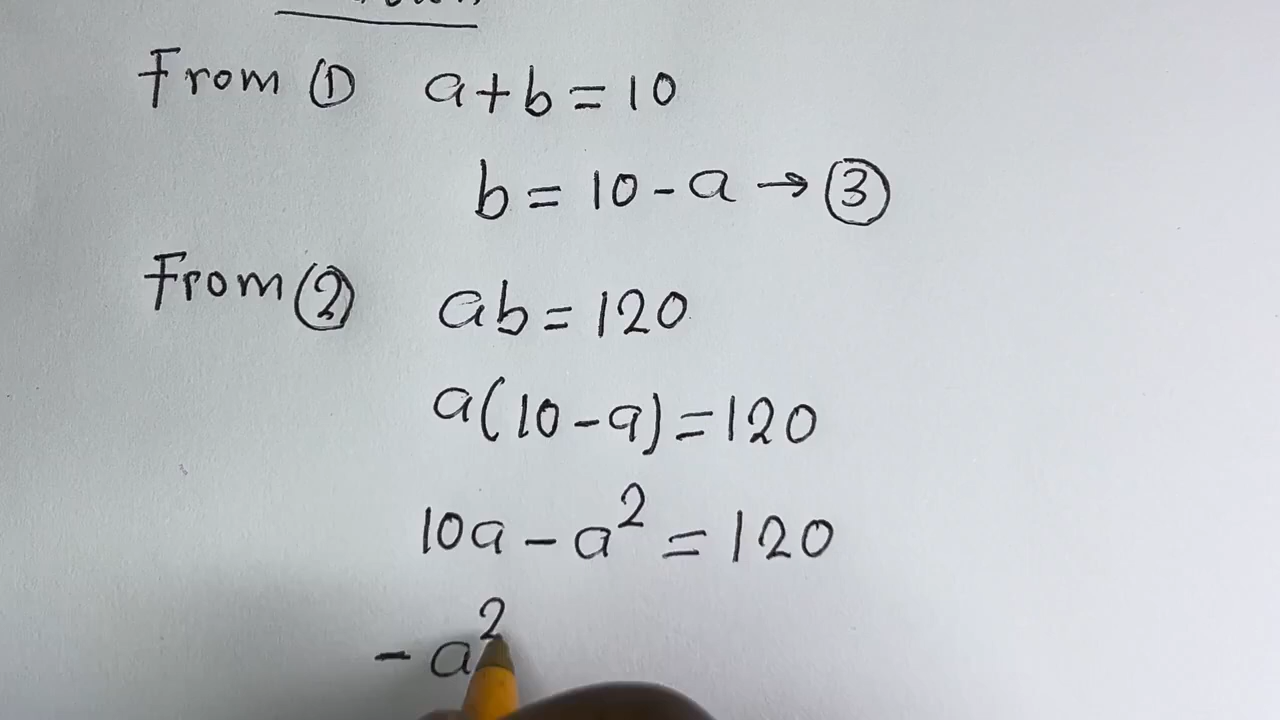 From ① a+b=10
b=10-a→③
From ② ab=120
a(10-a)=120
10a-a²=120
-a²